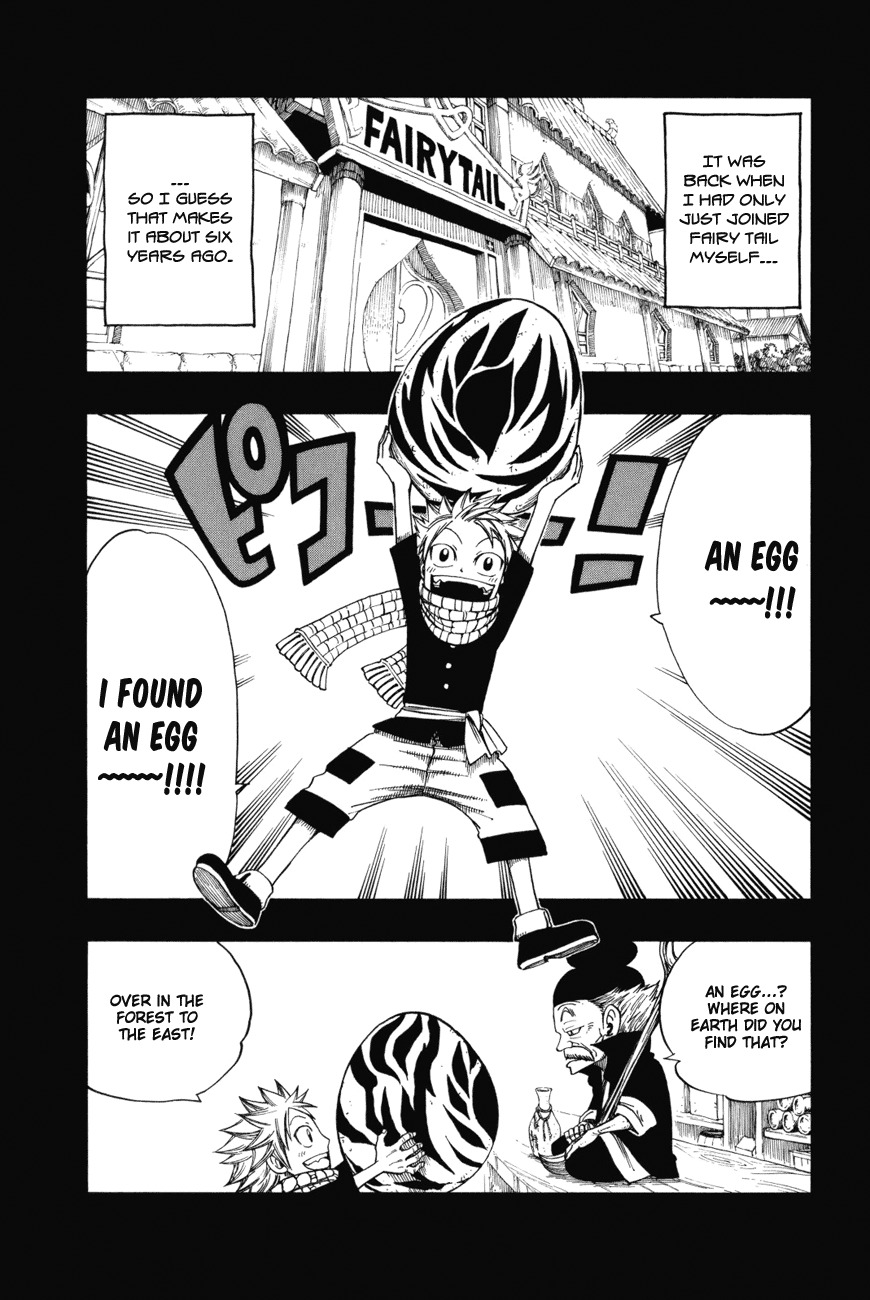 IT WAS
BACK WHEN
I HAD ONLY
JUST JOINED
FAIRY TAIL
MYSELF...
FAIRYTAIL
...
SO I GUESS
THAT MAKES
IT ABOUT SIX
YEARS AGO.
AN EGG
~~~~!!!
ピーフーー!
I FOUND
AN EGG
~~~~!!!!
AN EGG...?
WHERE ON
EARTH DID YOU
FIND THAT?
OVER IN THE
FOREST TO
THE EAST!